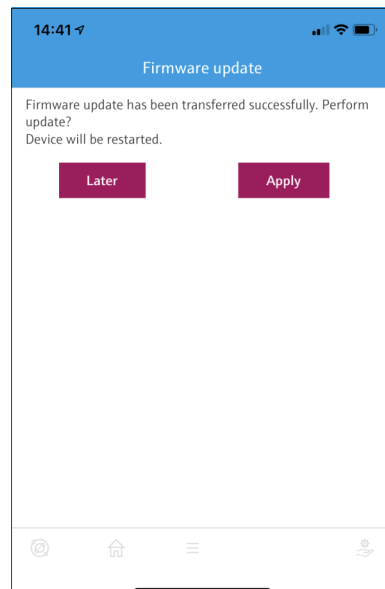 14:41
Firmware update
Firmware update has been transferred successfully. Perform
update?
Device will be restarted.
Later
Apply